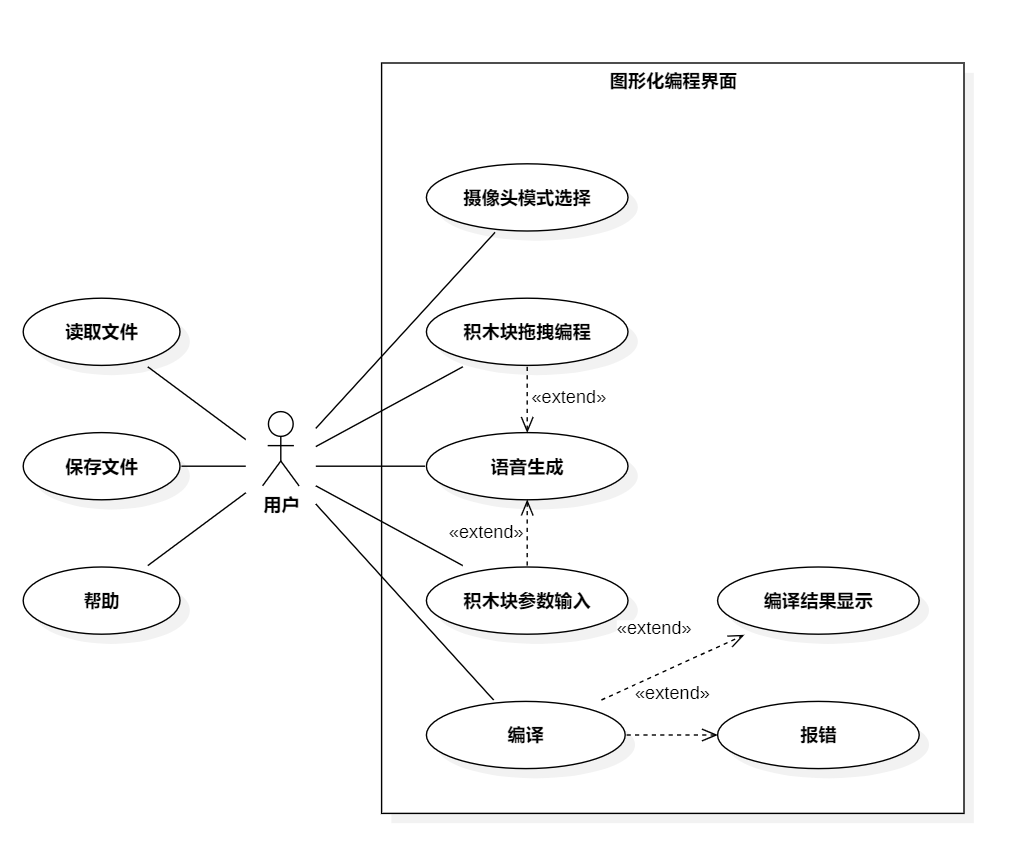 图形化编程界面
摄像头模式选择
读取文件
积木块拖拽编程
«extend»
保存文件
语音生成
用户
«extend»
帮助
积木块参数输入
编译结果显示
«extend»
«extend»
编译
报错